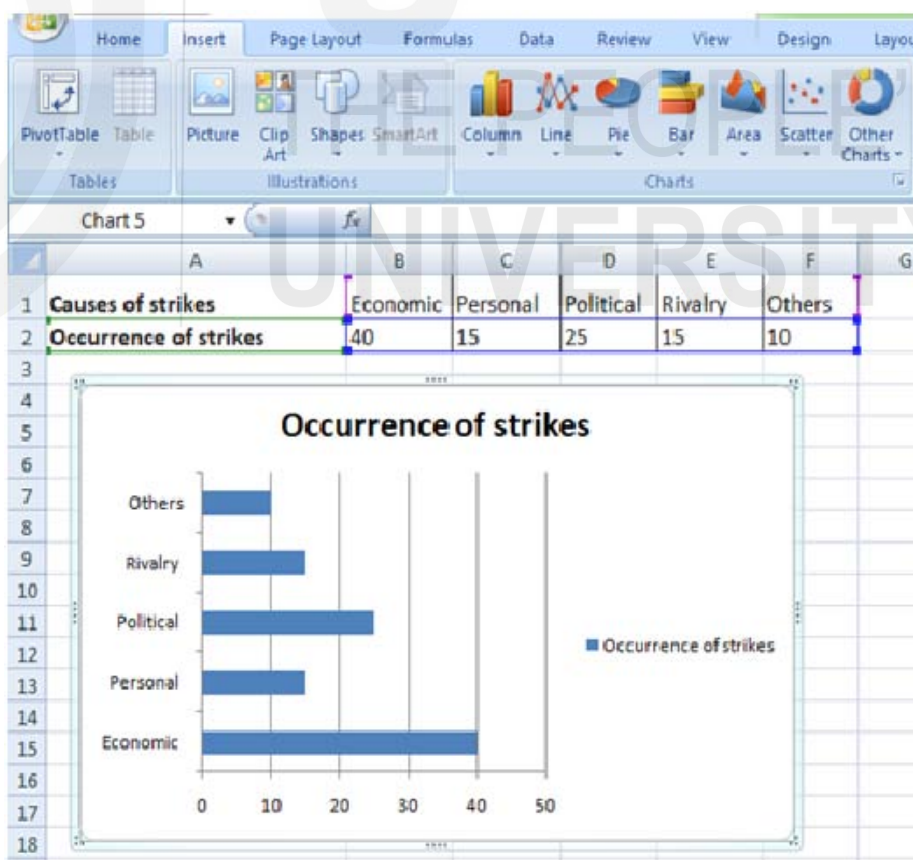 Home Insert Page Layout Formulas Data Review View Design Layou
PivotTable Table Picture Clip Art Shapes SmartArt Column Line Pie Bar Area Scatter Other Charts
Tables Illustrations Charts
THE PEOPLE'
Chart 5 fx
UNIVERSITY
A B C D E F G
1 Causes of strikes Economic Personal Political Rivalry Others
2 Occurrence of strikes 40 15 25 15 10
3
4
5 Occurrence of strikes
6
7 Others
8
9 Rivalry
10
11 Political
12 Occurrence of strikes
13 Personal
14
15 Economic
16
17 0 10 20 30 40 50
18